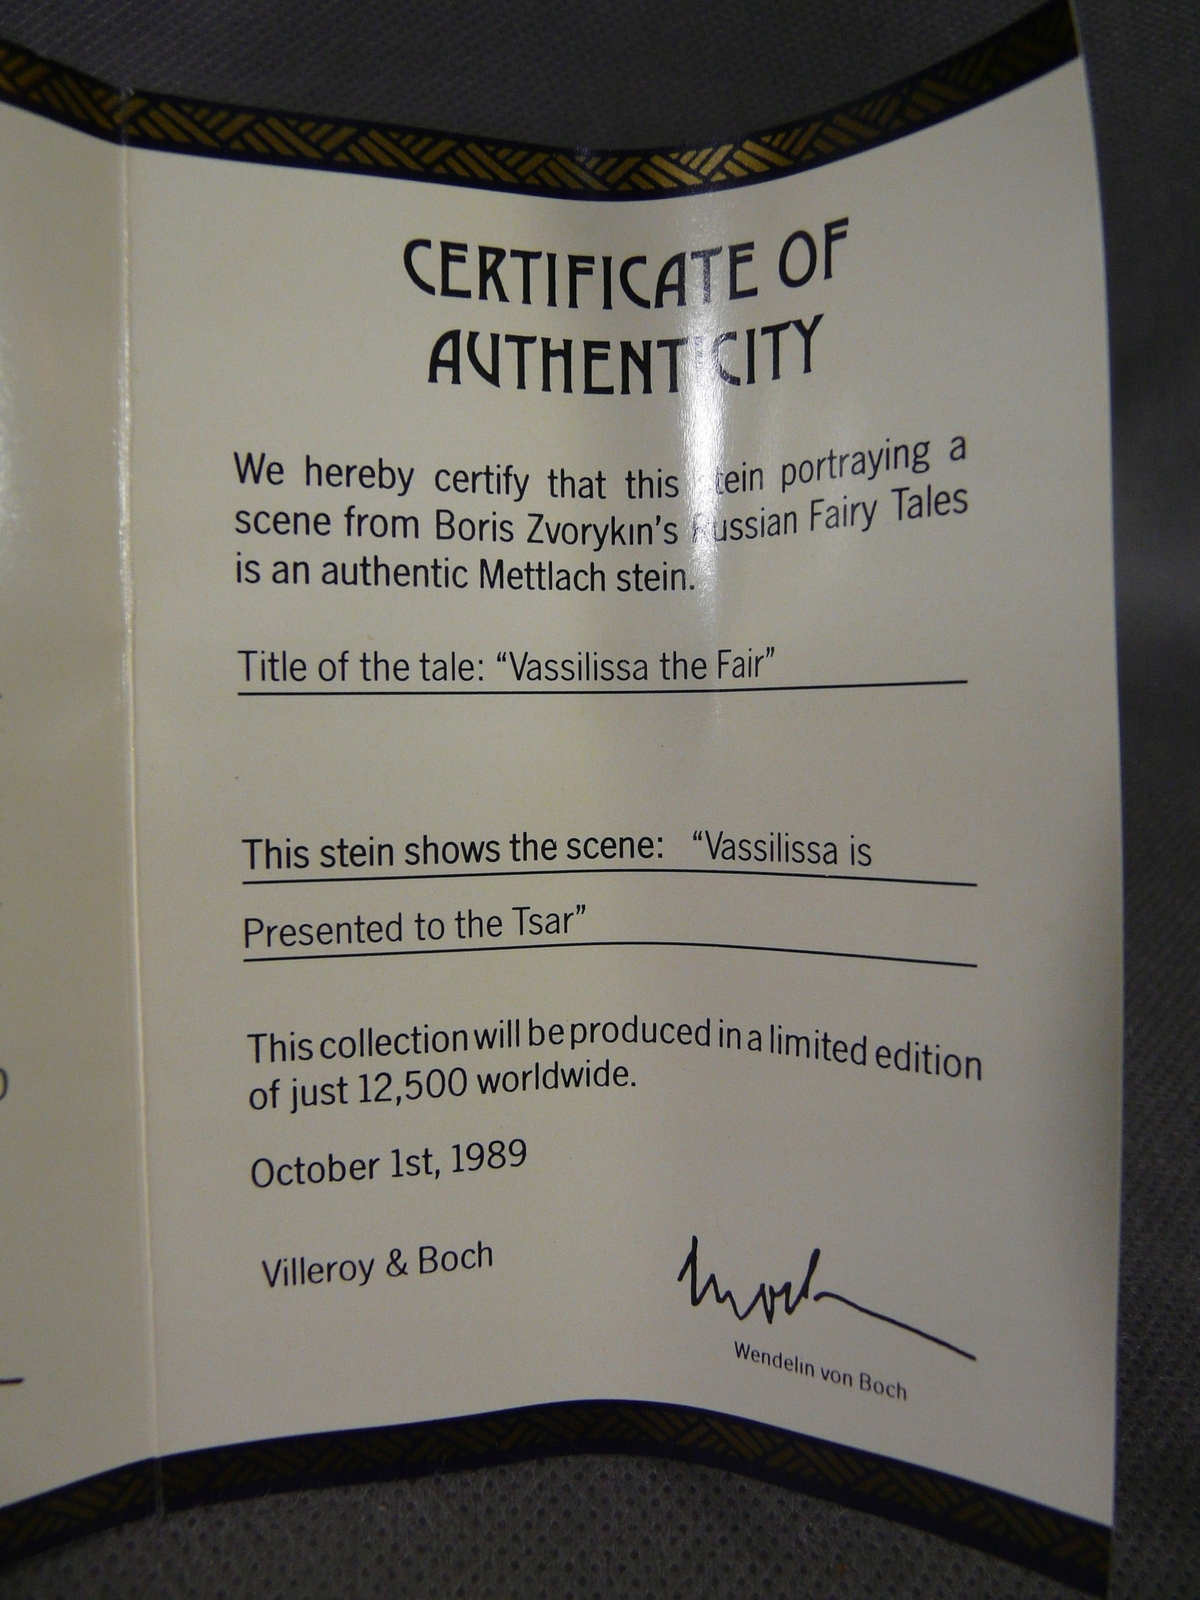 CERTIFICATE OF
AUTHENTICITY
We hereby certify that this stein portraying a
scene from Boris Zvorykin's Russian Fairy Tales
is an authentic Mettlach stein.
Title of the tale: “Vassilissa the Fair”
This stein shows the scene: “Vassilissa is
Presented to the Tsar”
This collection will be produced in a limited edition
of just 12,500 worldwide.
October 1st, 1989
Villeroy & Boch
Wendelin von Boch